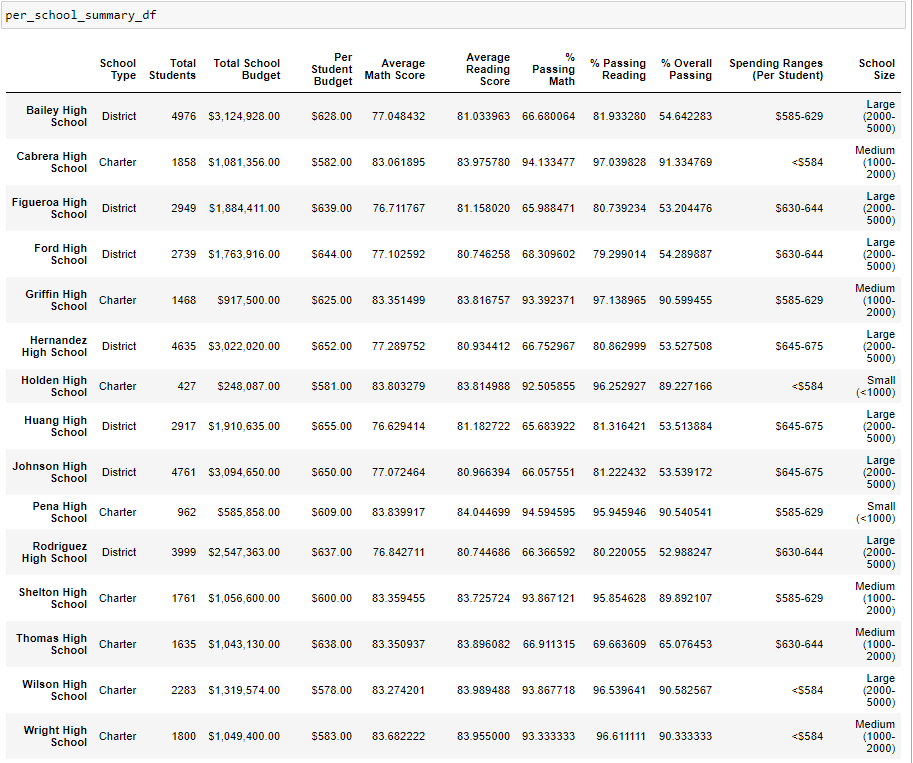 per_school_summary_df
School Type Total Students Total School Budget Per Student Budget Average Math Score Average Reading Score % Passing Math % Passing Reading % Overall Passing Spending Ranges (Per Student) School Size
Bailey High School District 4976 $3,124,928.00 $628.00 77.048432 81.033963 66.680064 81.933280 54.642283 $585-629 Large (2000-5000)
Cabrera High School Charter 1858 $1,081,356.00 $582.00 83.061895 83.975780 94.133477 97.039828 91.334769 <$584 Medium (1000-2000)
Figueroa High School District 2949 $1,884,411.00 $639.00 76.711767 81.158020 65.988471 80.739234 53.204476 $630-644 Large (2000-5000)
Ford High School District 2739 $1,763,916.00 $644.00 77.102592 80.746258 68.309602 79.299014 54.289887 $630-644 Large (2000-5000)
Griffin High School Charter 1468 $917,500.00 $625.00 83.351499 83.816757 93.392371 97.138965 90.599455 $585-629 Medium (1000-2000)
Hernandez High School District 4635 $3,022,020.00 $652.00 77.289752 80.934412 66.752967 80.862999 53.527508 $645-675 Large (2000-5000)
Holden High School Charter 427 $248,087.00 $581.00 83.803279 83.814988 92.505855 96.252927 89.227166 <$584 Small (<1000)
Huang High School District 2917 $1,910,635.00 $655.00 76.629414 81.182722 65.683922 81.316421 53.513884 $645-675 Large (2000-5000)
Johnson High School District 4761 $3,094,650.00 $650.00 77.072464 80.966394 66.057551 81.222432 53.539172 $645-675 Large (2000-5000)
Pena High School Charter 962 $585,858.00 $609.00 83.839917 84.044699 94.594595 95.945946 90.540541 $585-629 Small (<1000)
Rodriguez High School District 3999 $2,547,363.00 $637.00 76.842711 80.744686 66.366592 80.220055 52.988247 $630-644 Large (2000-5000)
Shelton High School Charter 1761 $1,056,600.00 $600.00 83.359455 83.725724 93.867121 95.854628 89.892107 $585-629 Medium (1000-2000)
Thomas High School Charter 1635 $1,043,130.00 $638.00 83.350937 83.896082 66.911315 69.663609 65.076453 $630-644 Medium (1000-2000)
Wilson High School Charter 2283 $1,319,574.00 $578.00 83.274201 83.989488 93.867718 96.539641 90.582567 <$584 Large (2000-5000)
Wright High School Charter 1800 $1,049,400.00 $583.00 83.682222 83.955000 93.333333 96.611111 90.333333 <$584 Medium (1000-2000)